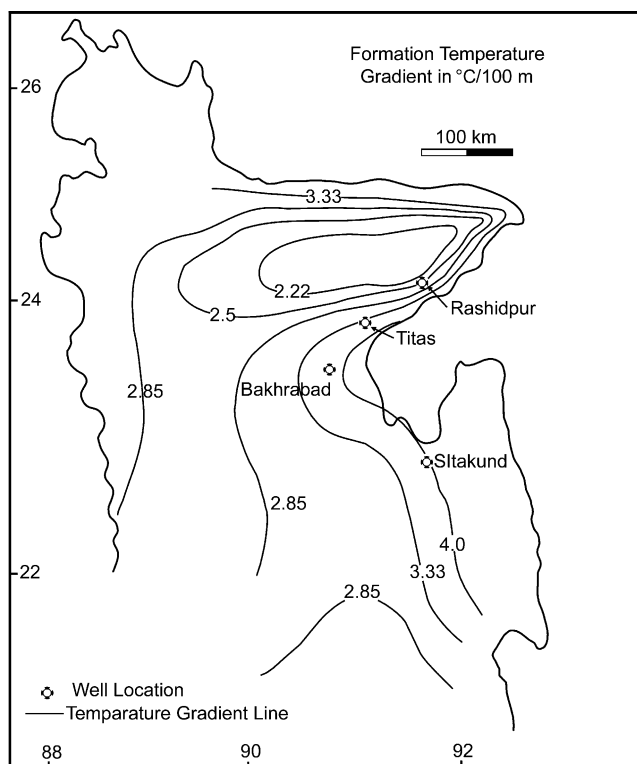 Formation Temperature
Gradient in °C/100 m
26
100 km
3.33
24
2.22
Rashidpur
2.5
Titas
2.85
Bakhrabad
SItakund
2.85
4.0
22
3.33
2.85
Well Location
Temparature Gradient Line
88
90
92